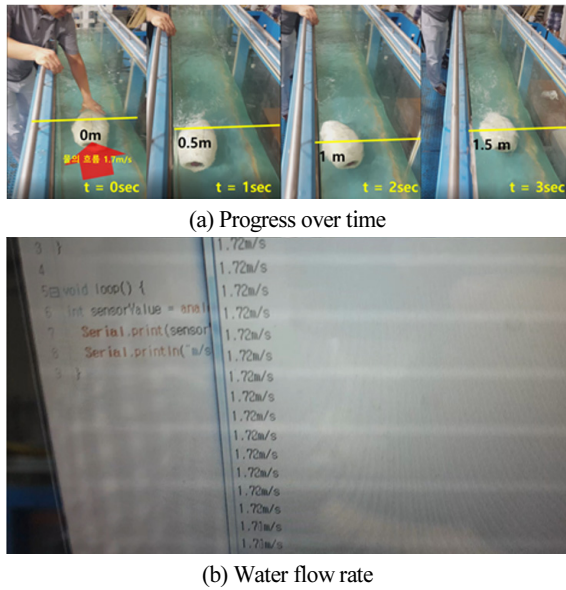 0m
물의 흐름 1.7m/s
t = 0sec
0.5m
t = 1sec
1 m
t = 2sec
1.5 m
t = 3sec
(a) Progress over time
3 }
4
5 void loop() {
6 int sensorValue = anal
7 Serial.print(sensor
8 Serial.println("m/s
9 }
1.72m/s
1.72m/s
1.72m/s
1.72m/s
1.72m/s
1.72m/s
1.72m/s
1.72m/s
1.72m/s
1.72m/s
1.72m/s
1.72m/s
1.72m/s
1.71m/s
1.71m/s
(b) Water flow rate